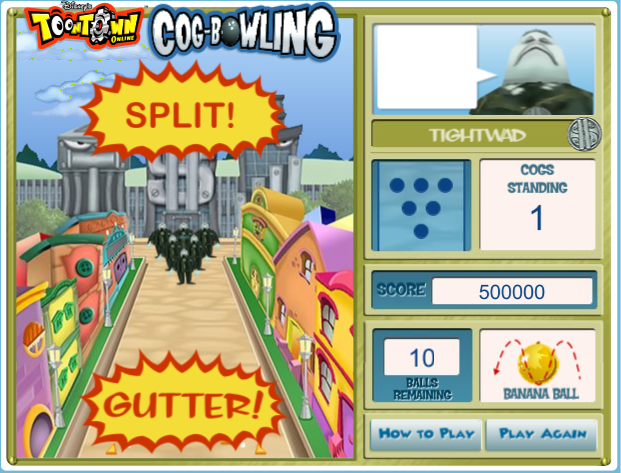 Disney's
TOONTOWN
ONLINE
COG-BOWLING
SPLIT!
TIGHTWAD
COGS
STANDING
1
SCORE 500000
10
BALLS
REMAINING
BANANA BALL
GUTTER!
HOW TO PLAY PLAY AGAIN